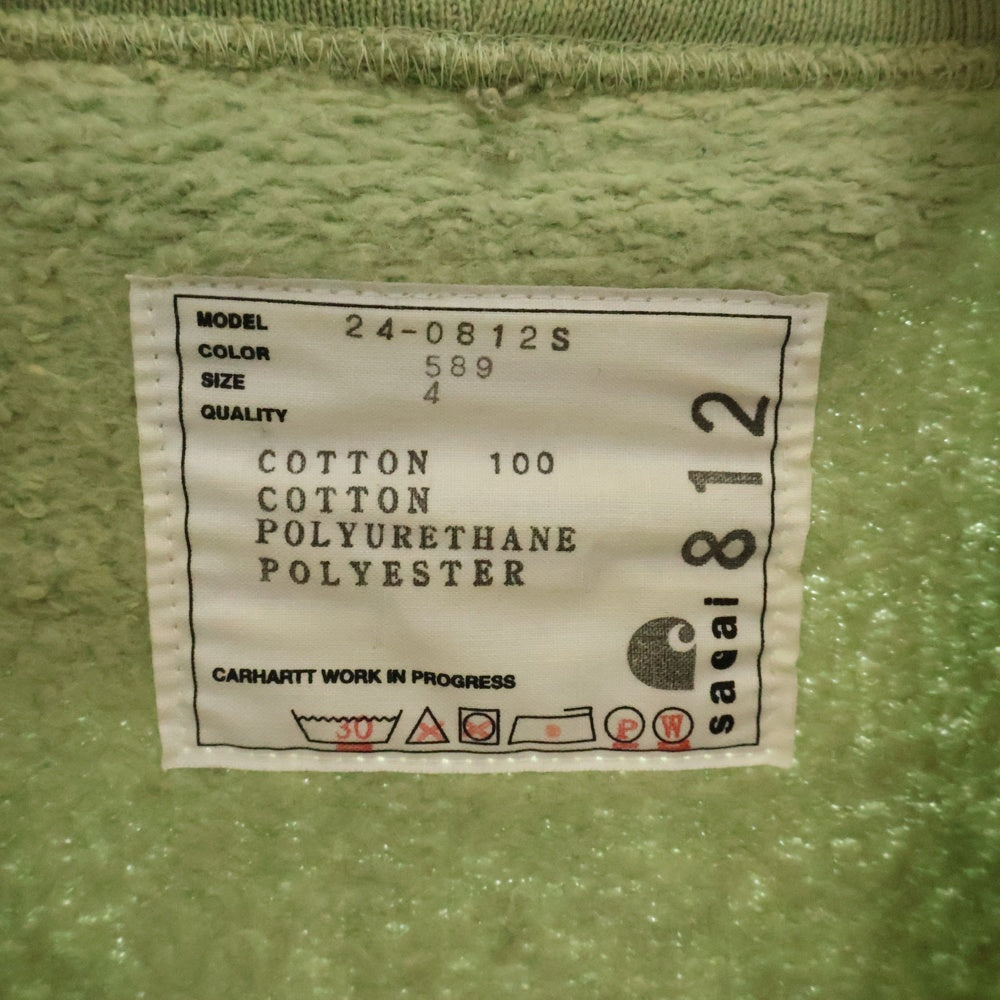 MODEL 24-0812S
COLOR 589
SIZE 4
QUALITY
COTTON 100
COTTON
POLYURETHANE
POLYESTER
CARHARTT WORK IN PROGRESS
30
P
W
sacai 812